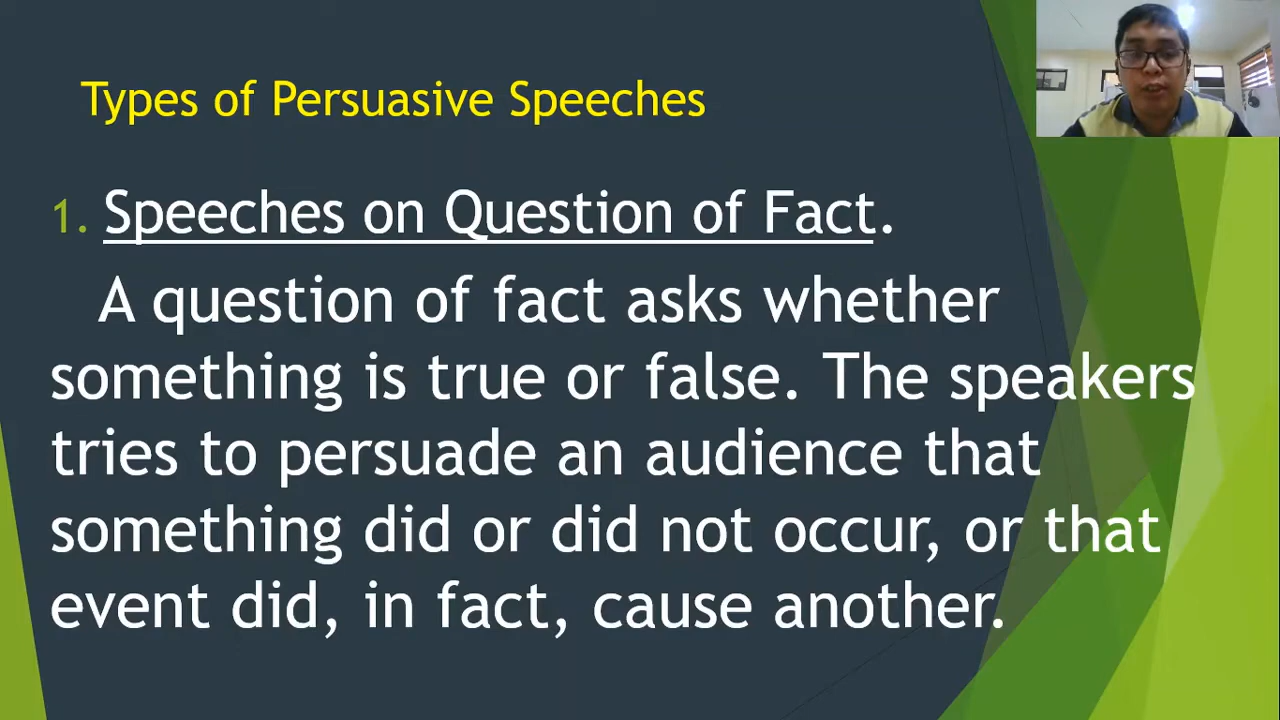 Types of Persuasive Speeches
1. Speeches on Question of Fact.
A question of fact asks whether
something is true or false. The speakers
tries to persuade an audience that
something did or did not occur, or that
event did, in fact, cause another.